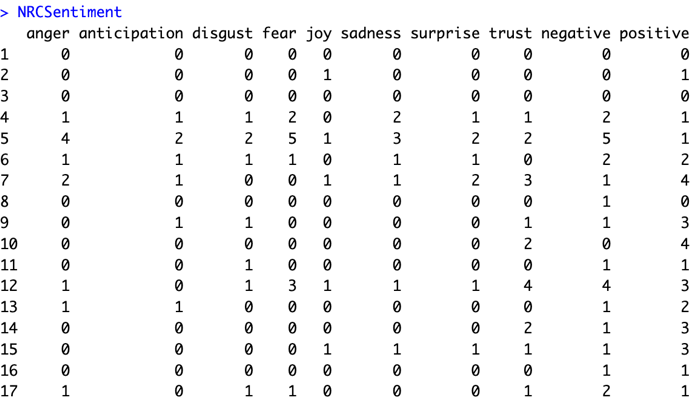 > NRCSentiment
anger anticipation disgust fear joy sadness surprise trust negative positive
1 0 0 0 0 0 0 0 0 0 0
2 0 0 0 0 1 0 0 0 0 1
3 0 0 0 0 0 0 0 0 0 0
4 1 1 1 2 0 2 1 1 2 1
5 4 2 2 5 1 3 2 2 5 1
6 1 1 1 1 0 1 1 0 2 2
7 2 1 0 0 1 1 2 3 1 4
8 0 0 0 0 0 0 0 0 1 0
9 0 1 1 0 0 0 0 1 1 3
10 0 0 0 0 0 0 0 2 0 4
11 0 0 1 0 0 0 0 0 1 1
12 1 0 1 3 1 1 1 4 4 3
13 1 1 0 0 0 0 0 0 1 2
14 0 0 0 0 0 0 0 2 1 3
15 0 0 0 0 1 1 1 1 1 3
16 0 0 0 0 0 0 0 0 1 1
17 1 0 1 1 0 0 0 1 2 1